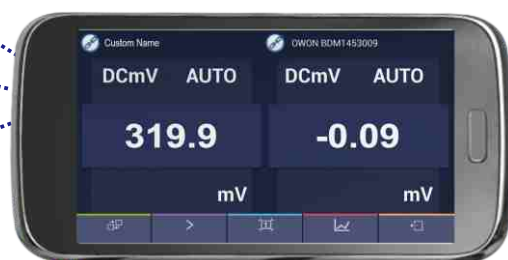 Custom Name
OWON BDM1453009
DCmV AUTO
DCmV AUTO
319.9
-0.09
mV
mV